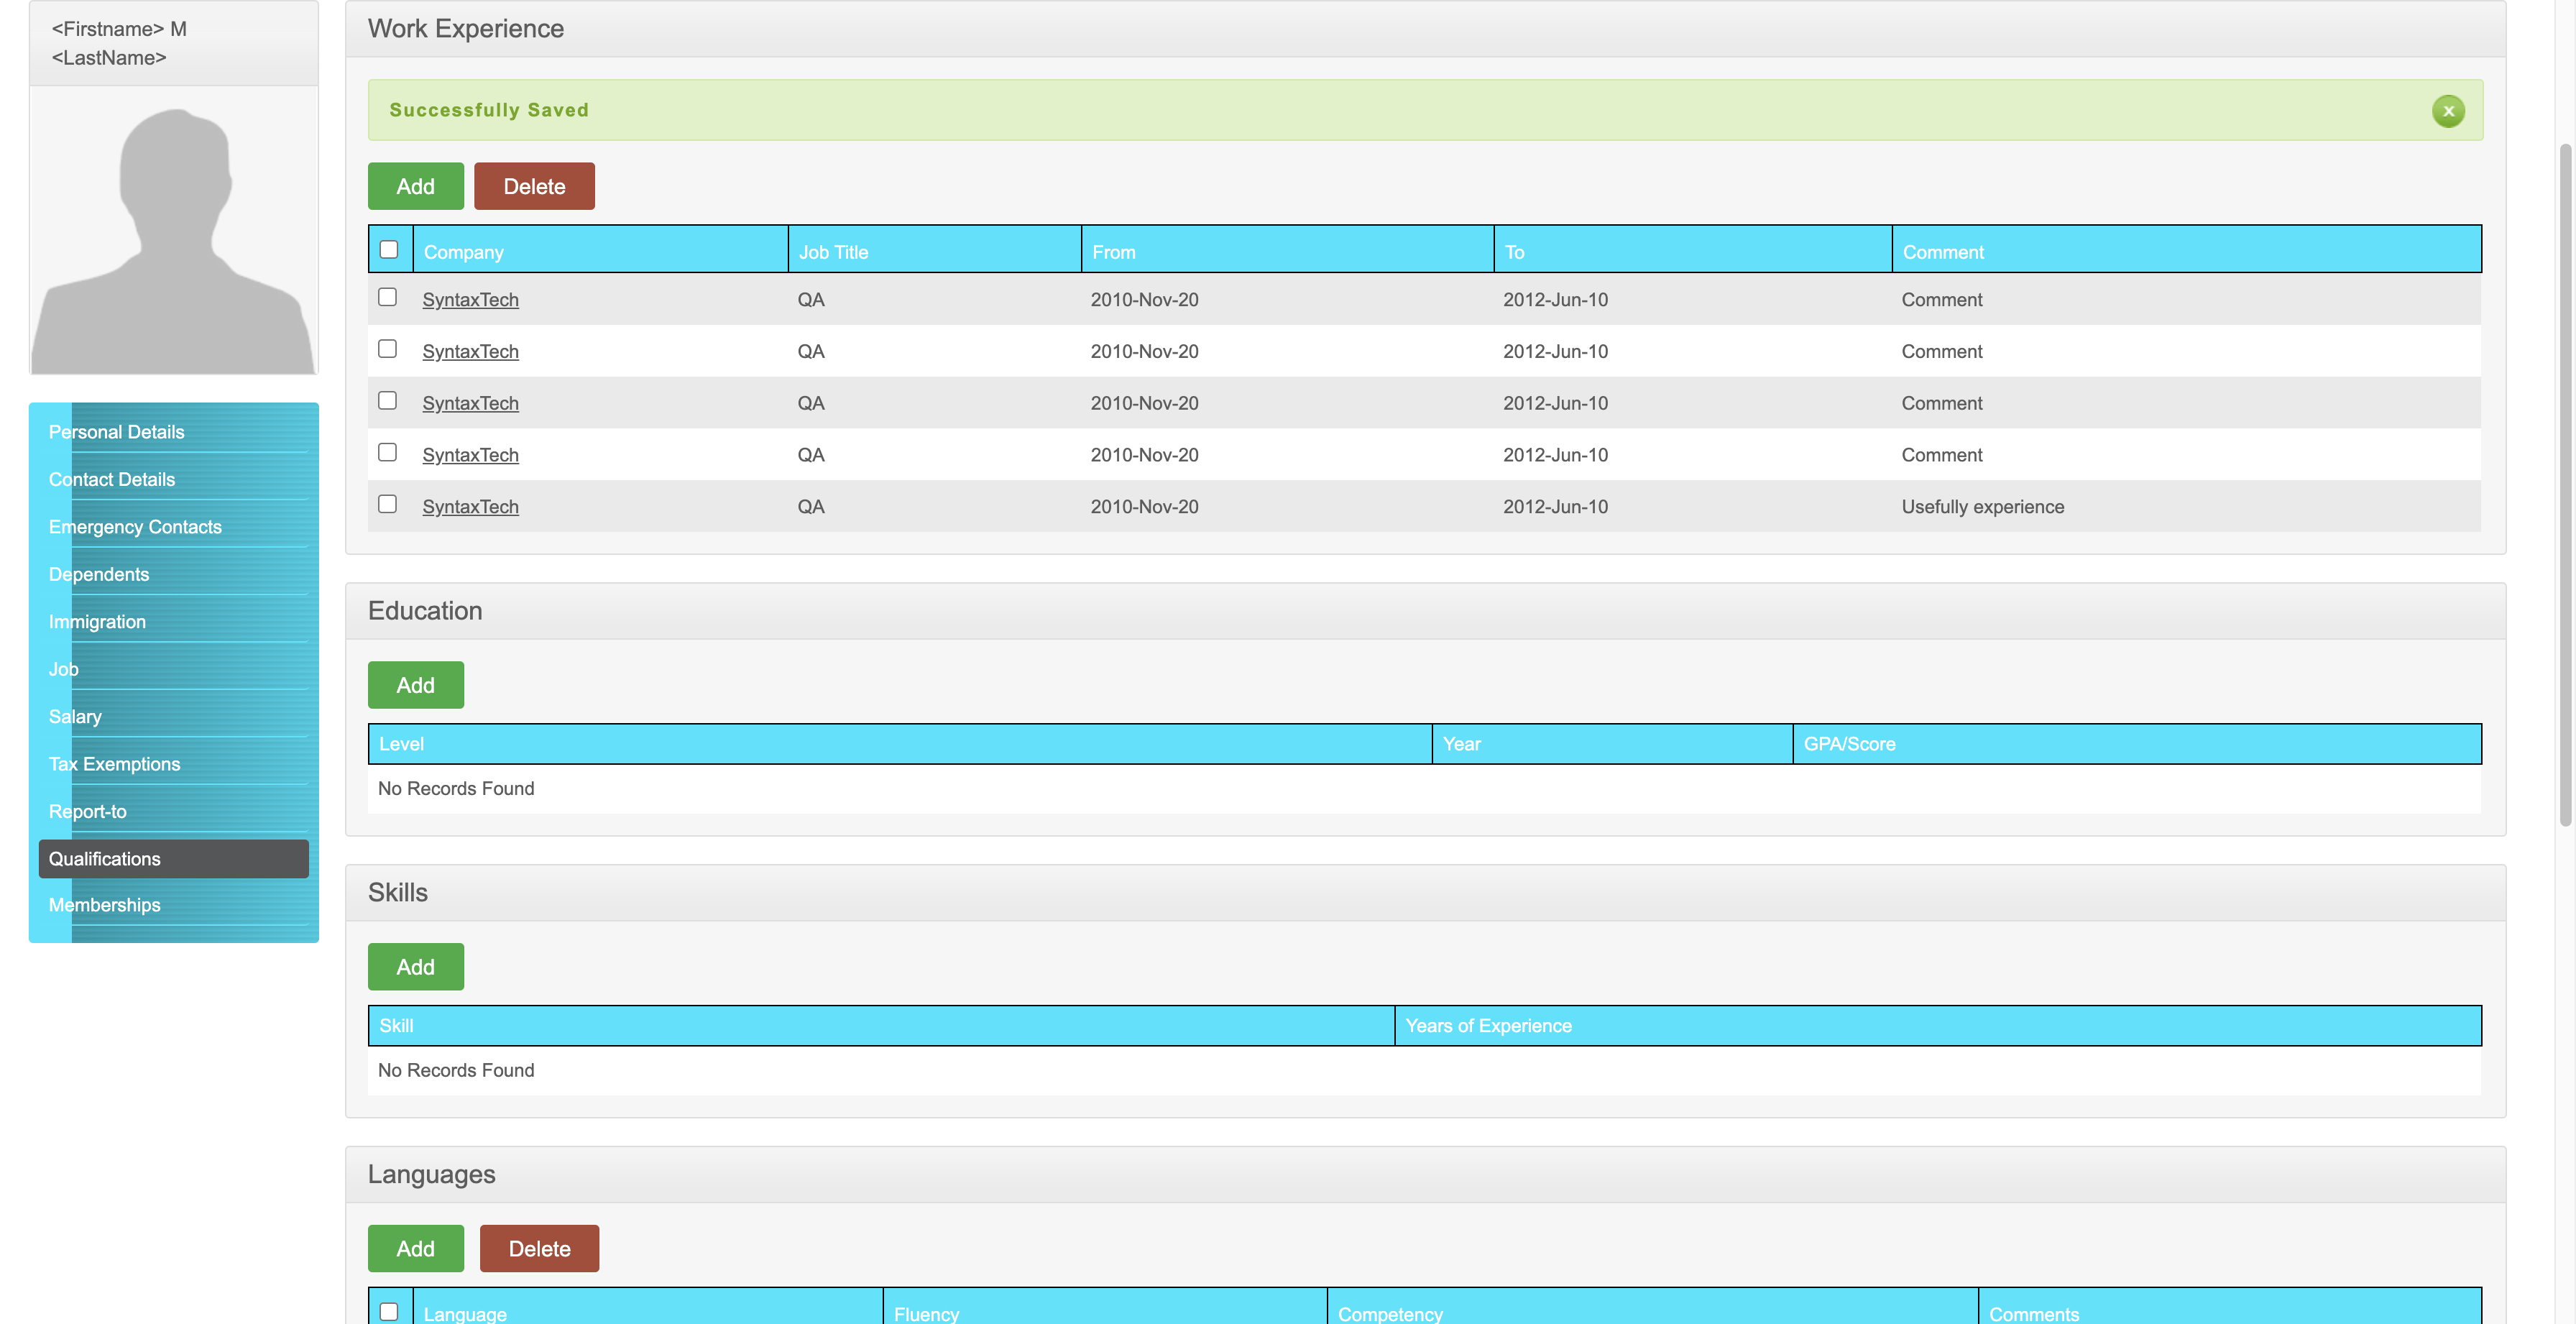 <Firstname> M
<LastName>
Personal Details
Contact Details
Emergency Contacts
Dependents
Immigration
Job
Salary
Tax Exemptions
Report-to
Qualifications
Memberships
Work Experience
Successfully Saved
x
Add Delete
Company Job Title From To Comment
SyntaxTech QA 2010-Nov-20 2012-Jun-10 Comment
SyntaxTech QA 2010-Nov-20 2012-Jun-10 Comment
SyntaxTech QA 2010-Nov-20 2012-Jun-10 Comment
SyntaxTech QA 2010-Nov-20 2012-Jun-10 Comment
SyntaxTech QA 2010-Nov-20 2012-Jun-10 Usefully experience
Education
Add
Level Year GPA/Score
No Records Found
Skills
Add
Skill Years of Experience
No Records Found
Languages
Add Delete
Language Fluency Competency Comments